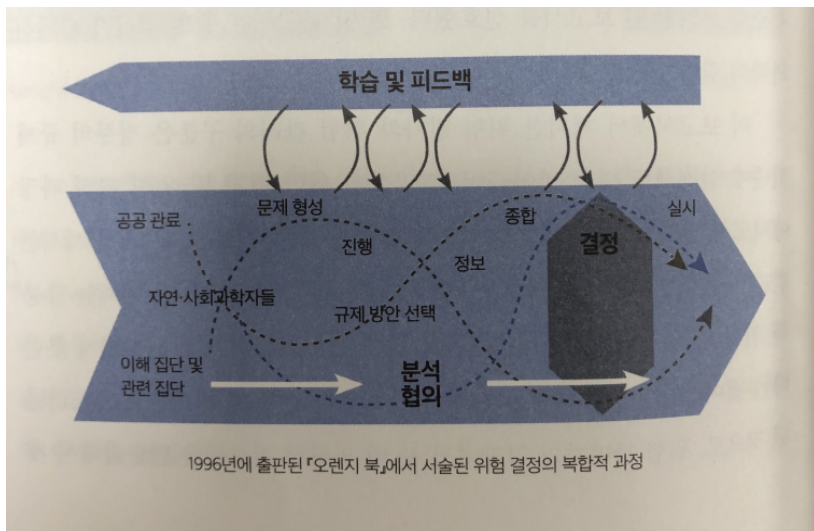 학습 및 피드백
공공 관료
문제 형성
진행
정보
종합
결정
실시
자연·사회과학자들
규제 방안 선택
이해 집단 및
관련 집단
분석
협의
1996년에 출판된 『오렌지 북』에서 서술된 위험 결정의 복합적 과정